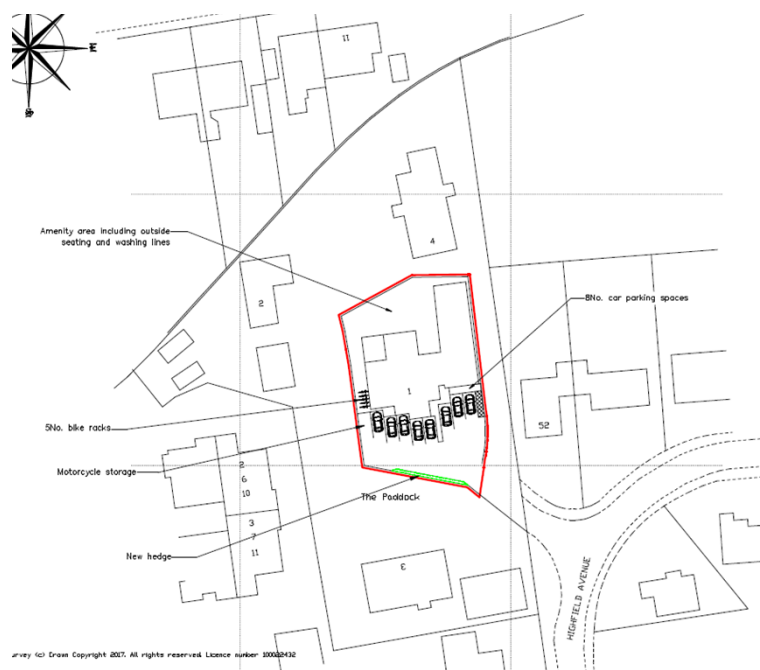 E
11
Amenity area including outside
seating and washing lines
4
2
8No. car parking spaces
1
52
5No. bike racks
Motorcycle storage
2
6
10
The Paddock
3
7
11
New hedge
3
HIGHFIELD AVENUE
urvey (c) Crown Copyright 2017. All rights reserved. Licence number 100022432